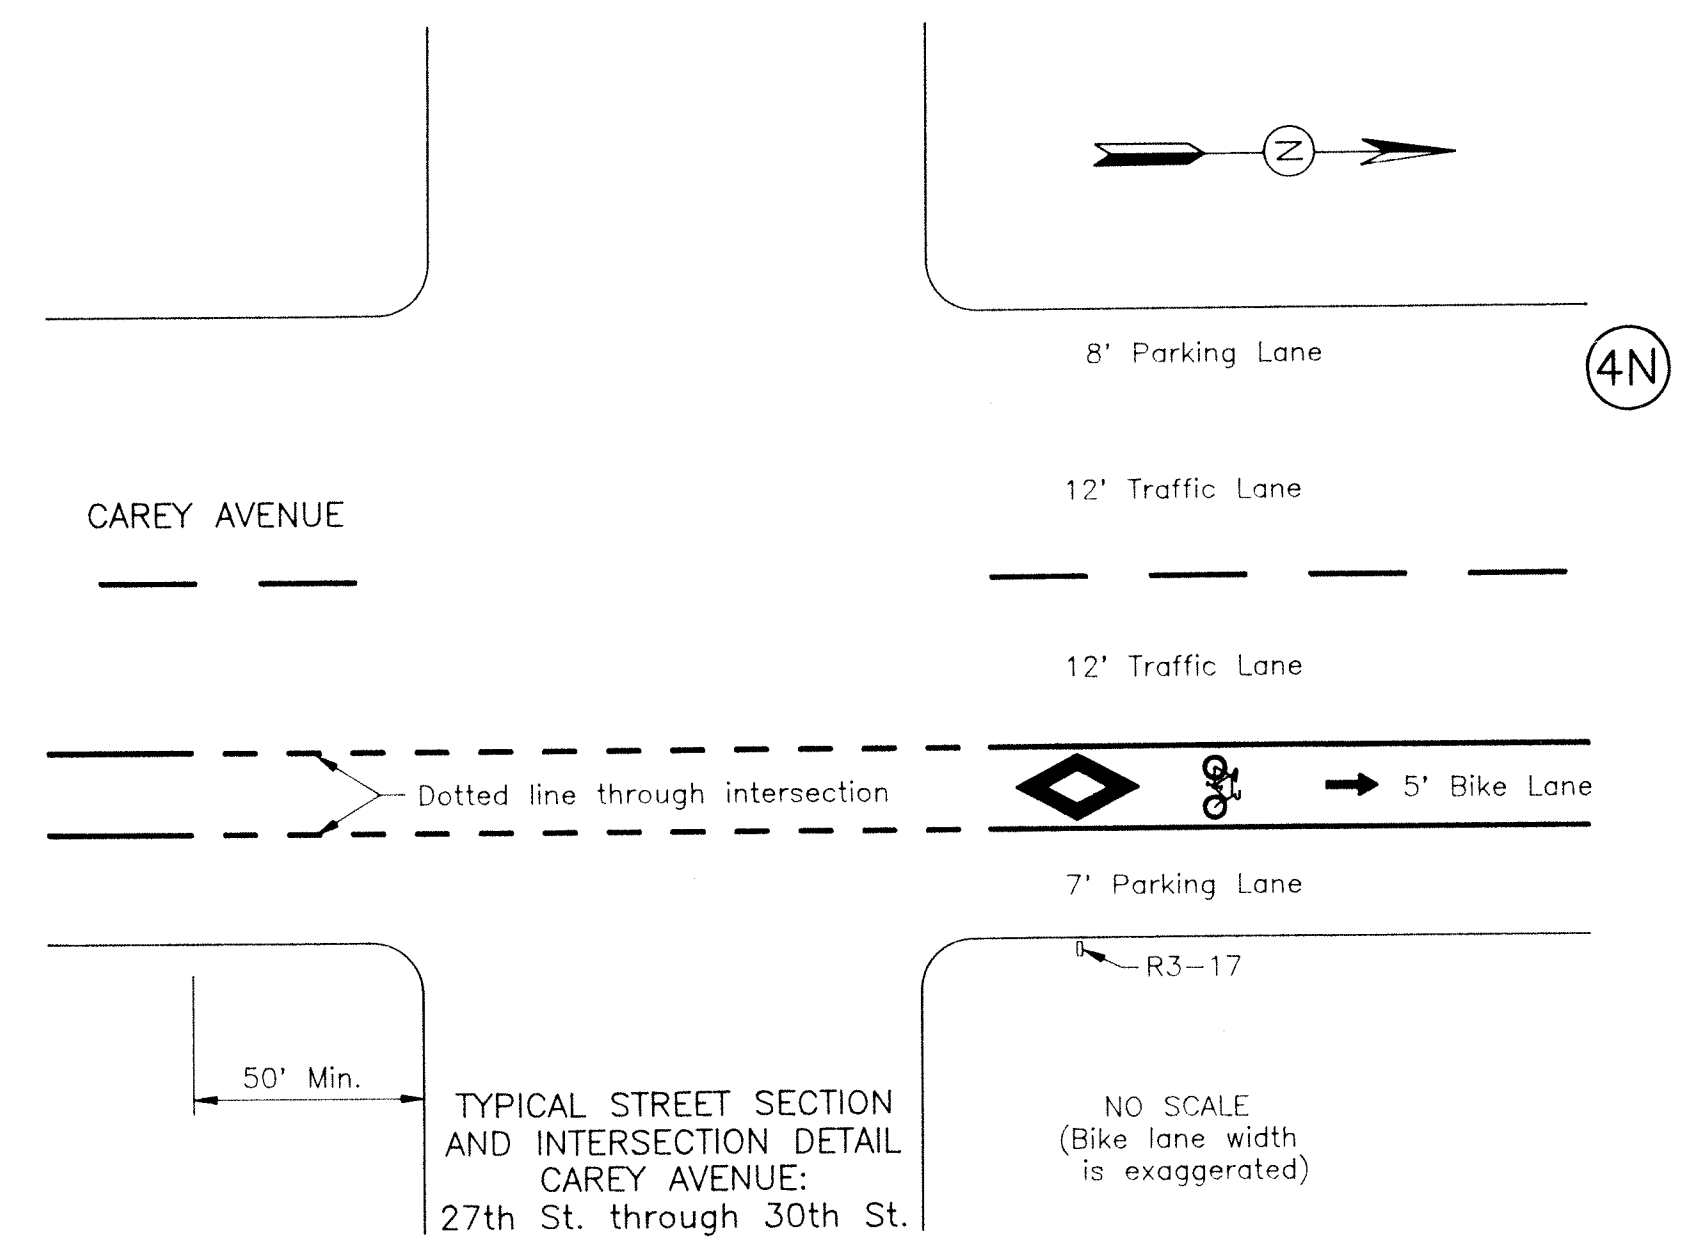 N
8' Parking Lane
4N
12' Traffic Lane
CAREY AVENUE
12' Traffic Lane
Dotted line through intersection
5' Bike Lane
7' Parking Lane
R3-17
50' Min.
TYPICAL STREET SECTION
AND INTERSECTION DETAIL
CAREY AVENUE:
27th St. through 30th St.
NO SCALE
(Bike lane width
is exaggerated)